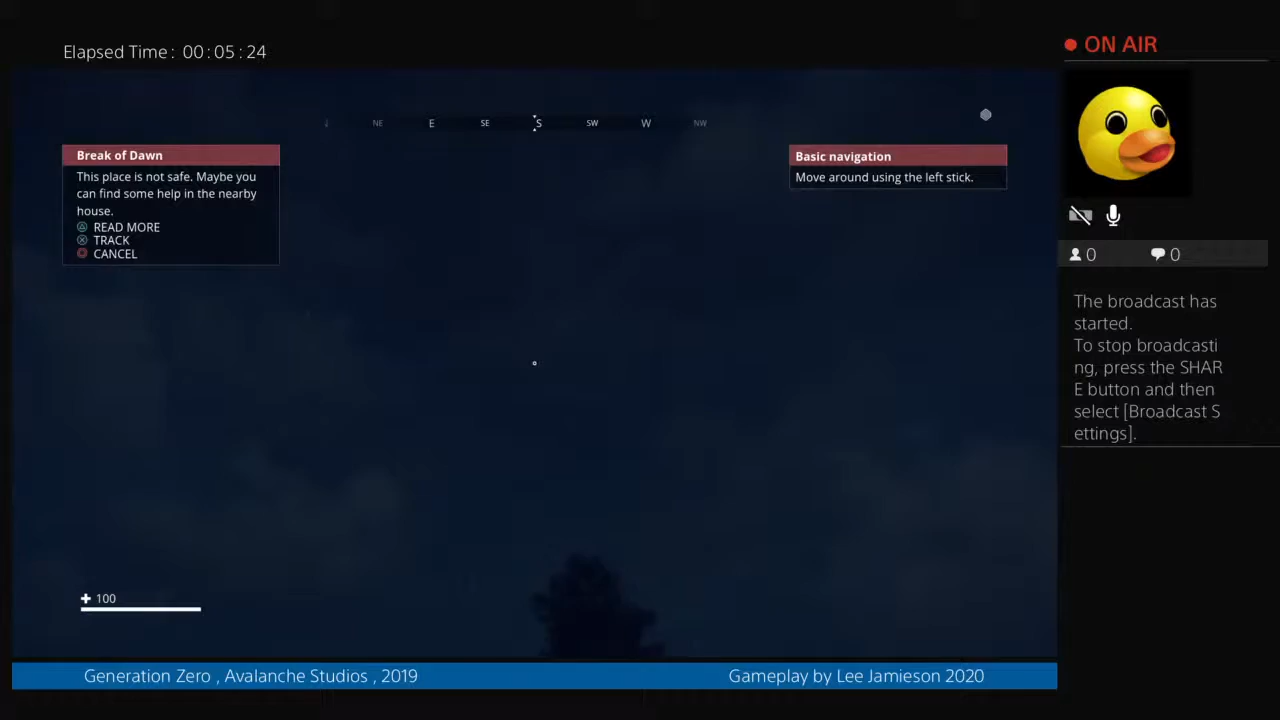 Elapsed Time: 00:05:24
ON AIR
NE E SE S SW W NW
Break of Dawn
This place is not safe. Maybe you
can find some help in the nearby
house.
READ MORE
TRACK
CANCEL
Basic navigation
Move around using the left stick.
0 0
The broadcast has
started.
To stop broadcasti
ng, press the SHAR
E button and then
select [Broadcast S
ettings].
100
Generation Zero , Avalanche Studios , 2019
Gameplay by Lee Jamieson 2020